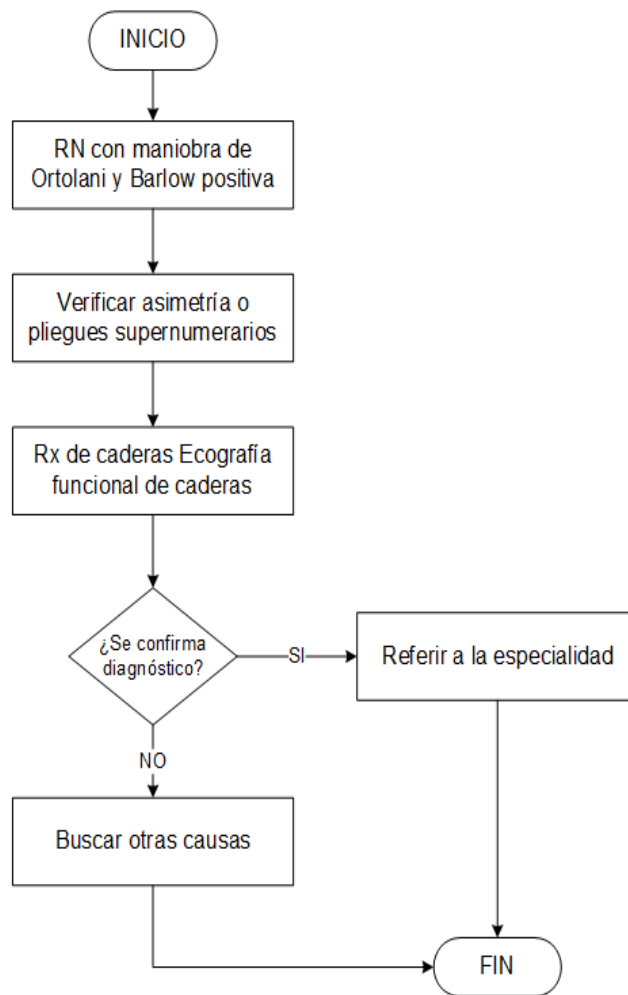 INICIO
RN con maniobra de
Ortolani y Barlow positiva
Verificar asimetría o
pliegues supernumerarios
Rx de caderas Ecografía
funcional de caderas
¿Se confirma
diagnóstico?
SI
Referir a la especialidad
NO
Buscar otras causas
FIN